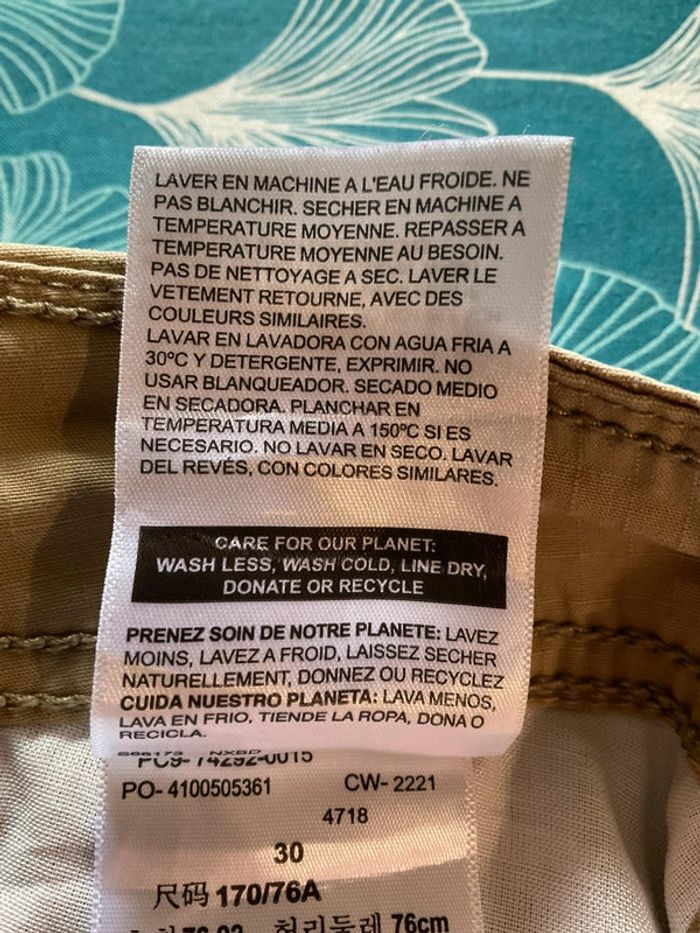 LAVER EN MACHINE A L'EAU FROIDE. NE
PAS BLANCHIR. SECHER EN MACHINE A
TEMPERATURE MOYENNE. REPASSER A
TEMPERATURE MOYENNE AU BESOIN.
PAS DE NETTOYAGE A SEC. LAVER LE
VETEMENT RETOURNE, AVEC DES
COULEURS SIMILAIRES.
LAVAR EN LAVADORA CON AGUA FRIA A
30ºC Y DETERGENTE, EXPRIMIR. NO
USAR BLANQUEADOR. SECADO MEDIO
EN SECADORA. PLANCHAR EN
TEMPERATURA MEDIA A 150ºC SI ES
NECESARIO. NO LAVAR EN SECO. LAVAR
DEL REVÉS, CON COLORES SIMILARES.
CARE FOR OUR PLANET:
WASH LESS, WASH COLD, LINE DRY,
DONATE OR RECYCLE
PRENEZ SOIN DE NOTRE PLANETE: LAVEZ
MOINS, LAVEZ A FROID, LAISSEZ SECHER
NATURELLEMENT, DONNEZ OU RECYCLEZ
CUIDA NUESTRO PLANETA: LAVA MENOS,
LAVA EN FRIO, TIENDE LA ROPA, DONA O
RECICLA.
PC9- 74292-0015
PO- 4100505361 CW- 2221
4718
30
尺码 170/76A
허리둘레 76cm